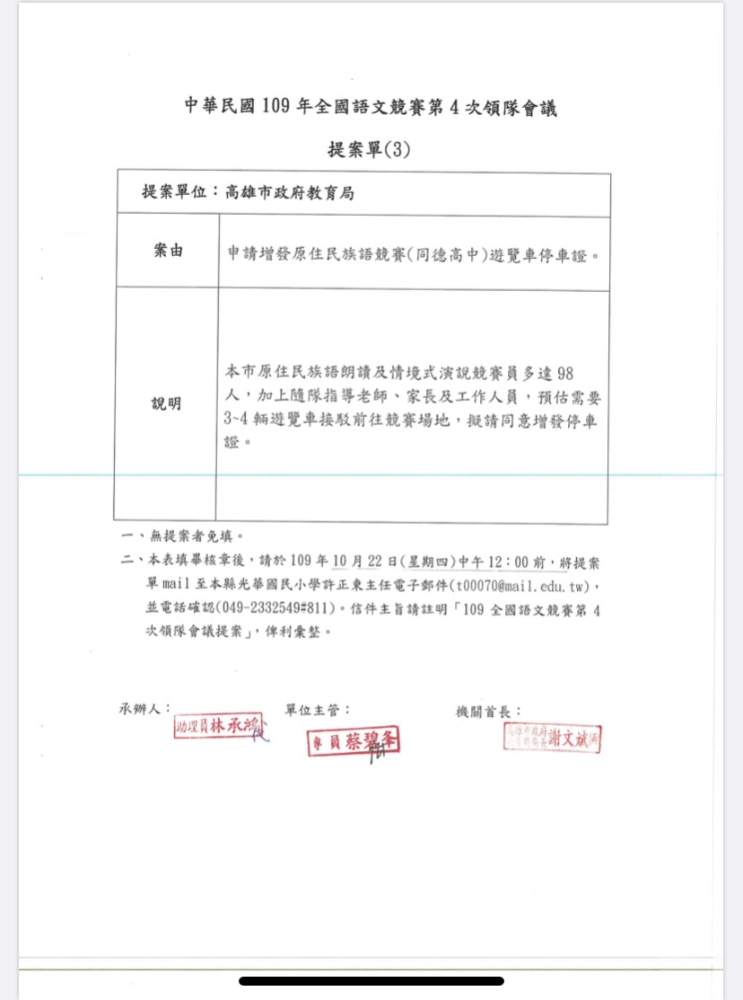 中華民國 109 年全國語文競賽第 4 次領隊會議
提案單(3)
提案單位：高雄市政府教育局
案由
申請增發原住民族語競賽(同德高中)遊覽車停車證。
說明
本市原住民族語朗讀及情境式演說競賽員多達 98
人，加上隨隊指導老師、家長及工作人員，預估需要
3~4 輛遊覽車接駁前往競賽場地，擬請同意增發停車
證。
一、無提案者免填。
二、本表填畢核章後，請於 109 年 10 月 22 日(星期四)中午 12：00 前，將提案
單 mail 至本縣光華國民小學許正東主任電子郵件(t00070@mail.edu.tw)，
並電話確認(049-2332549#811)。信件主旨請註明「109 全國語文競賽第 4
次領隊會議提案」，俾利彙整。
承辦人：
助理員林承鴻
代
單位主管：
專員蔡碧
機關首長：
謝文斌